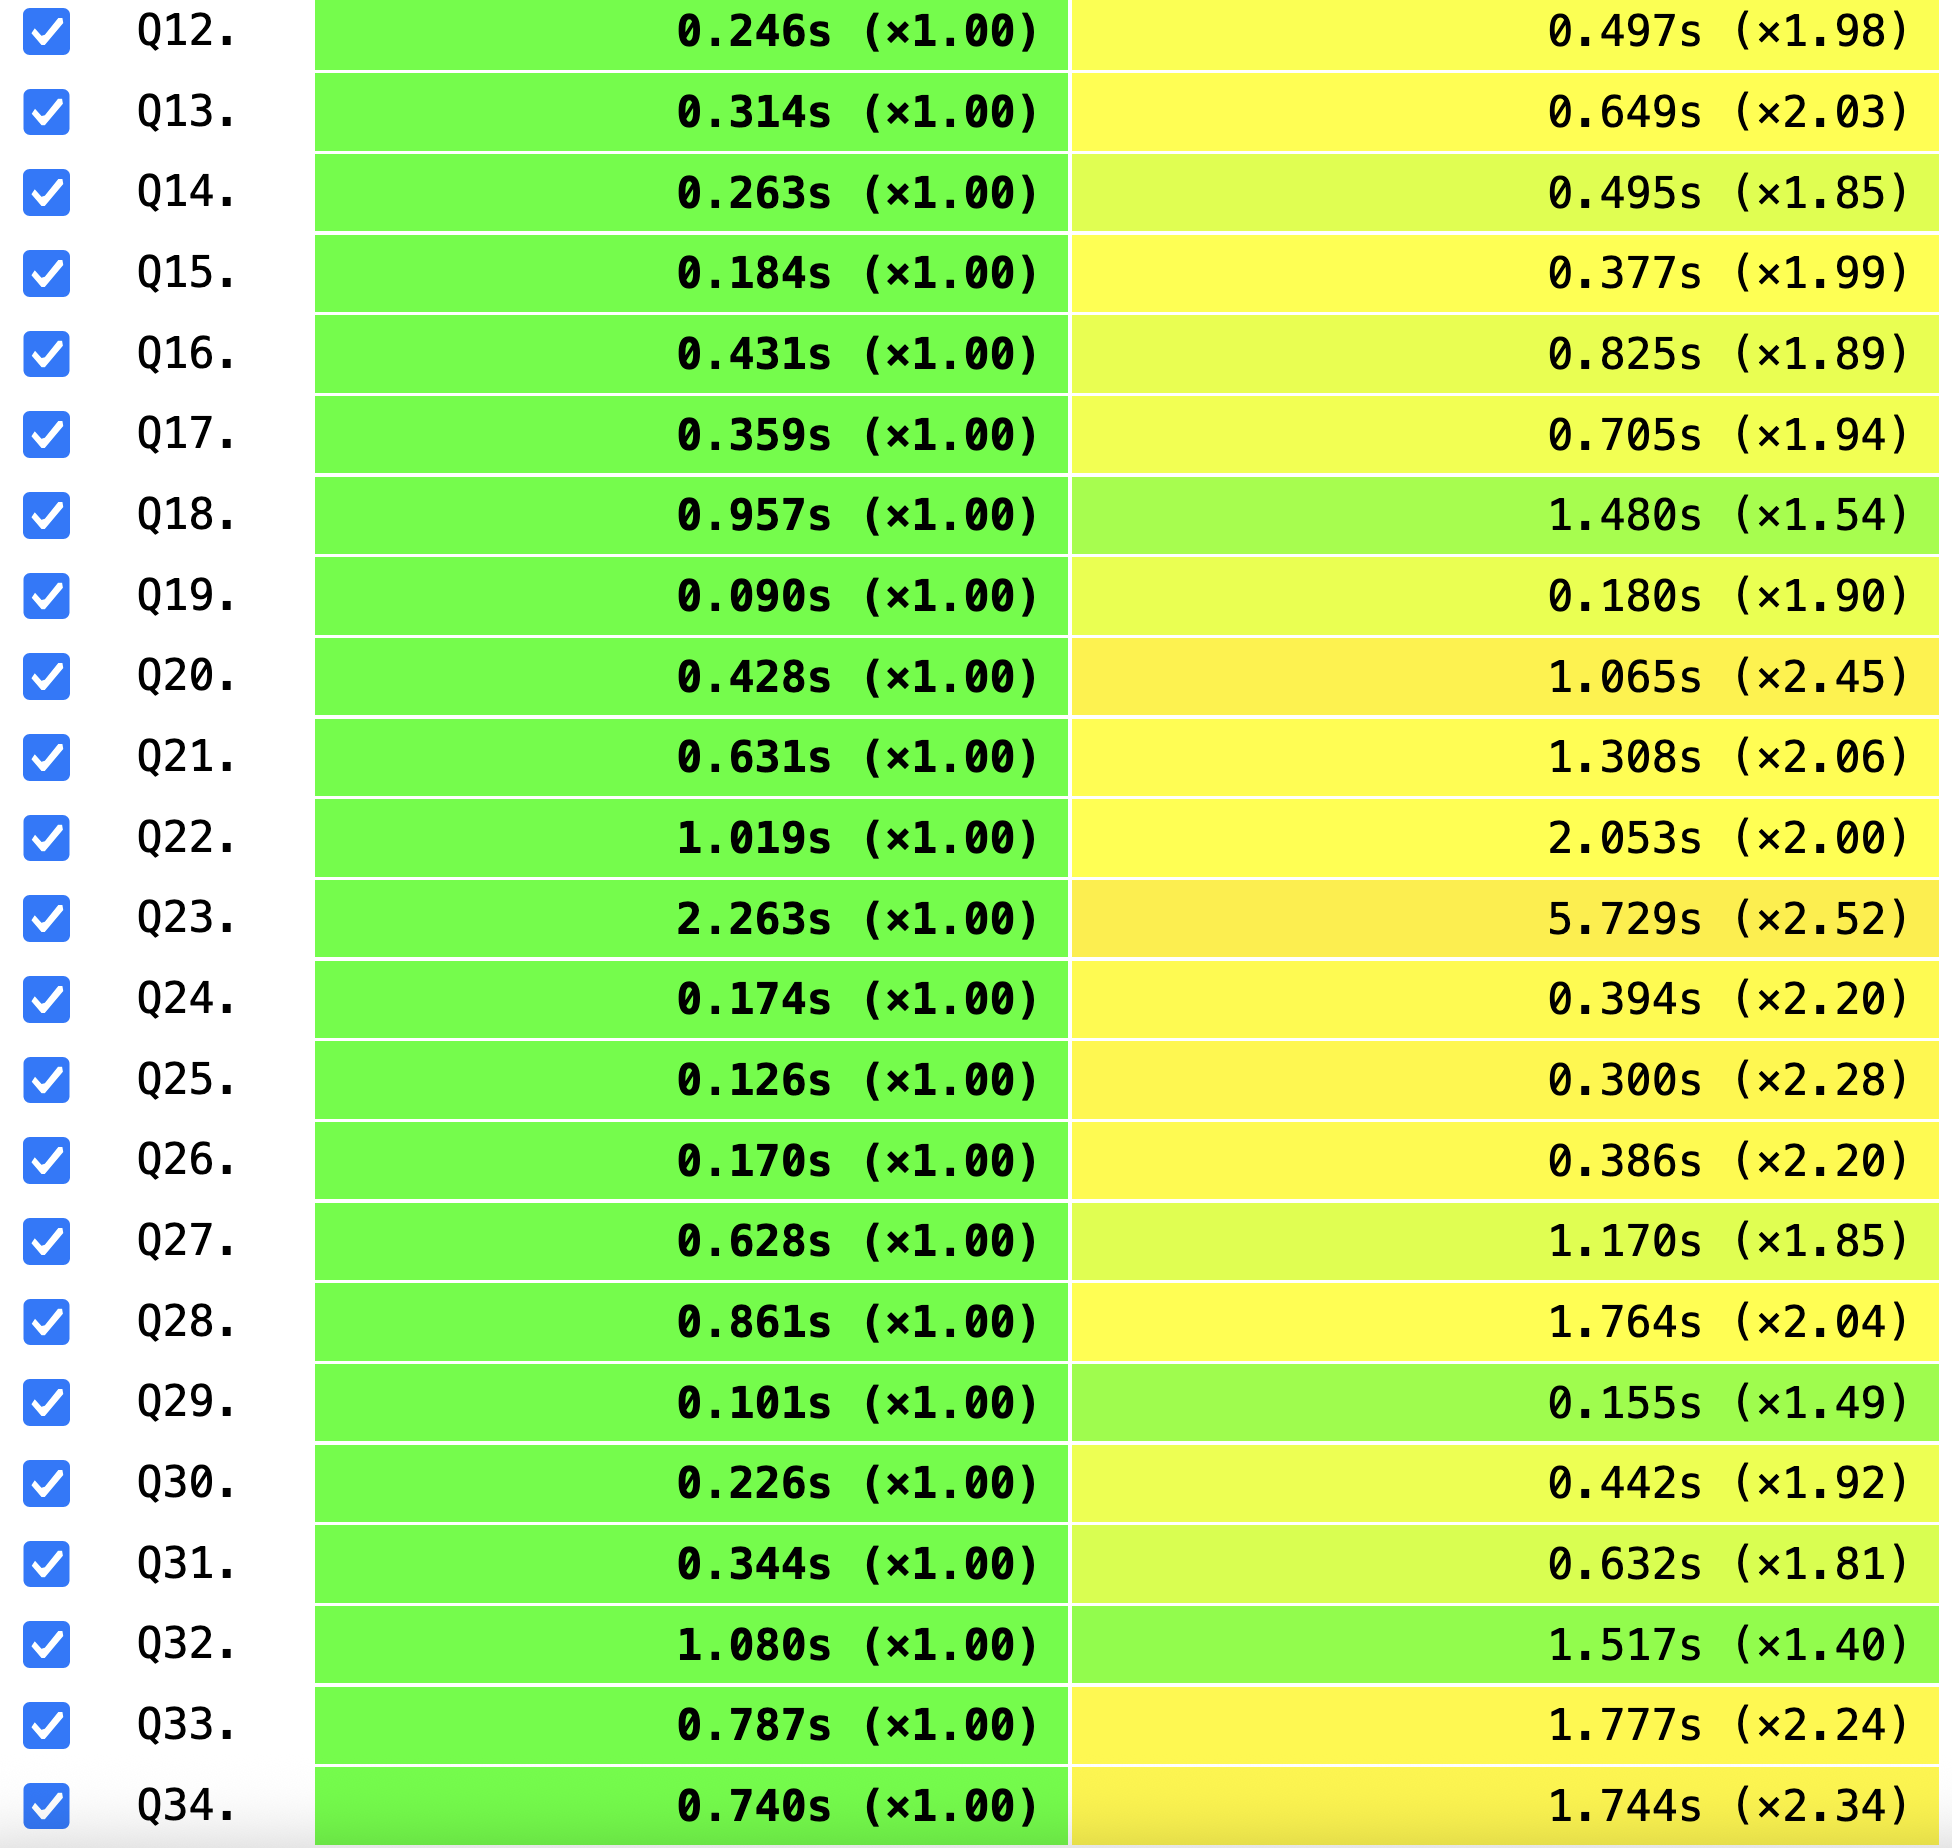 Q12. 0.246s (×1.00) 0.497s (×1.98)
Q13. 0.314s (×1.00) 0.649s (×2.03)
Q14. 0.263s (×1.00) 0.495s (×1.85)
Q15. 0.184s (×1.00) 0.377s (×1.99)
Q16. 0.431s (×1.00) 0.825s (×1.89)
Q17. 0.359s (×1.00) 0.705s (×1.94)
Q18. 0.957s (×1.00) 1.480s (×1.54)
Q19. 0.090s (×1.00) 0.180s (×1.90)
Q20. 0.428s (×1.00) 1.065s (×2.45)
Q21. 0.631s (×1.00) 1.308s (×2.06)
Q22. 1.019s (×1.00) 2.053s (×2.00)
Q23. 2.263s (×1.00) 5.729s (×2.52)
Q24. 0.174s (×1.00) 0.394s (×2.20)
Q25. 0.126s (×1.00) 0.300s (×2.28)
Q26. 0.170s (×1.00) 0.386s (×2.20)
Q27. 0.628s (×1.00) 1.170s (×1.85)
Q28. 0.861s (×1.00) 1.764s (×2.04)
Q29. 0.101s (×1.00) 0.155s (×1.49)
Q30. 0.226s (×1.00) 0.442s (×1.92)
Q31. 0.344s (×1.00) 0.632s (×1.81)
Q32. 1.080s (×1.00) 1.517s (×1.40)
Q33. 0.787s (×1.00) 1.777s (×2.24)
Q34. 0.740s (×1.00) 1.744s (×2.34)